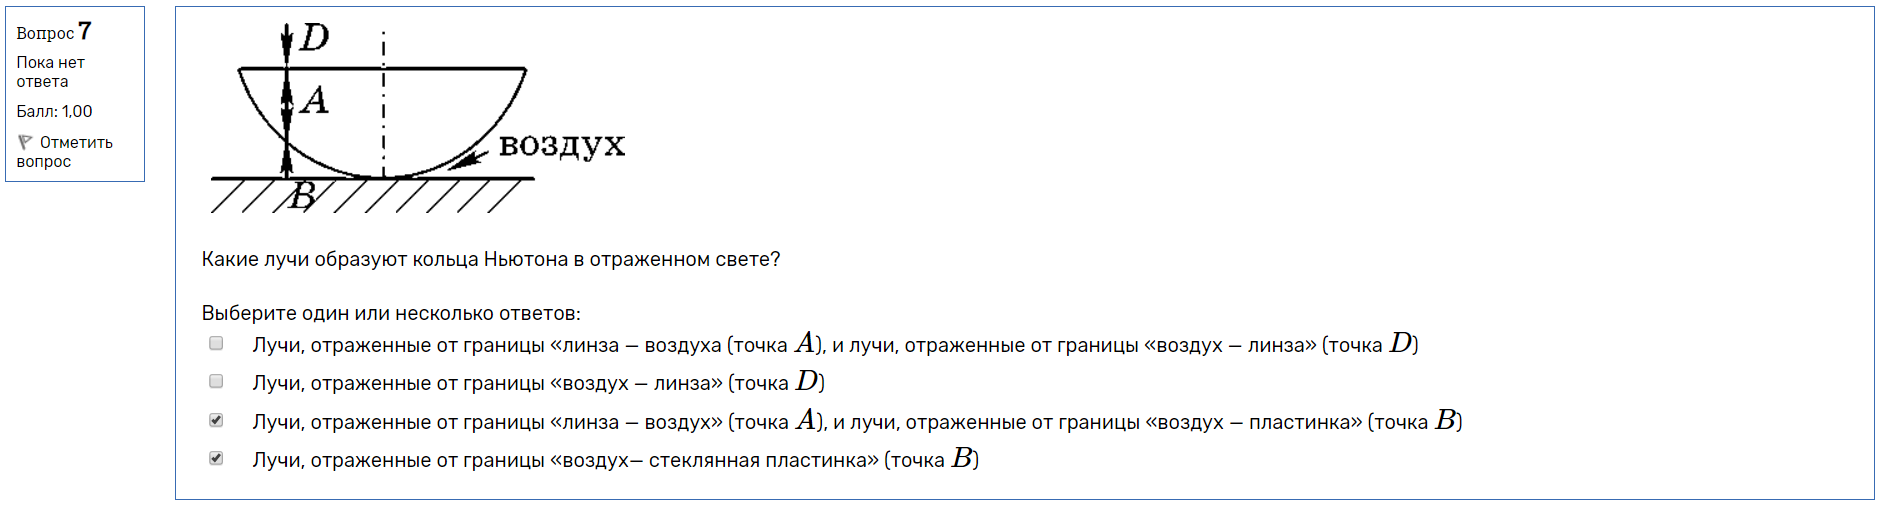 Вопрос 7
Пока нет
ответа
Балл: 1,00
Отметить
вопрос
D
A
воздух
B
Какие лучи образуют кольца Ньютона в отраженном свете?
Выберите один или несколько ответов:
Лучи, отраженные от границы «линза – воздуха (точка A), и лучи, отраженные от границы «воздух – линза» (точка D)
Лучи, отраженные от границы «воздух – линза» (точка D)
Лучи, отраженные от границы «линза – воздух» (точка A), и лучи, отраженные от границы «воздух – пластинка» (точка B)
Лучи, отраженные от границы «воздух– стеклянная пластинка» (точка B)